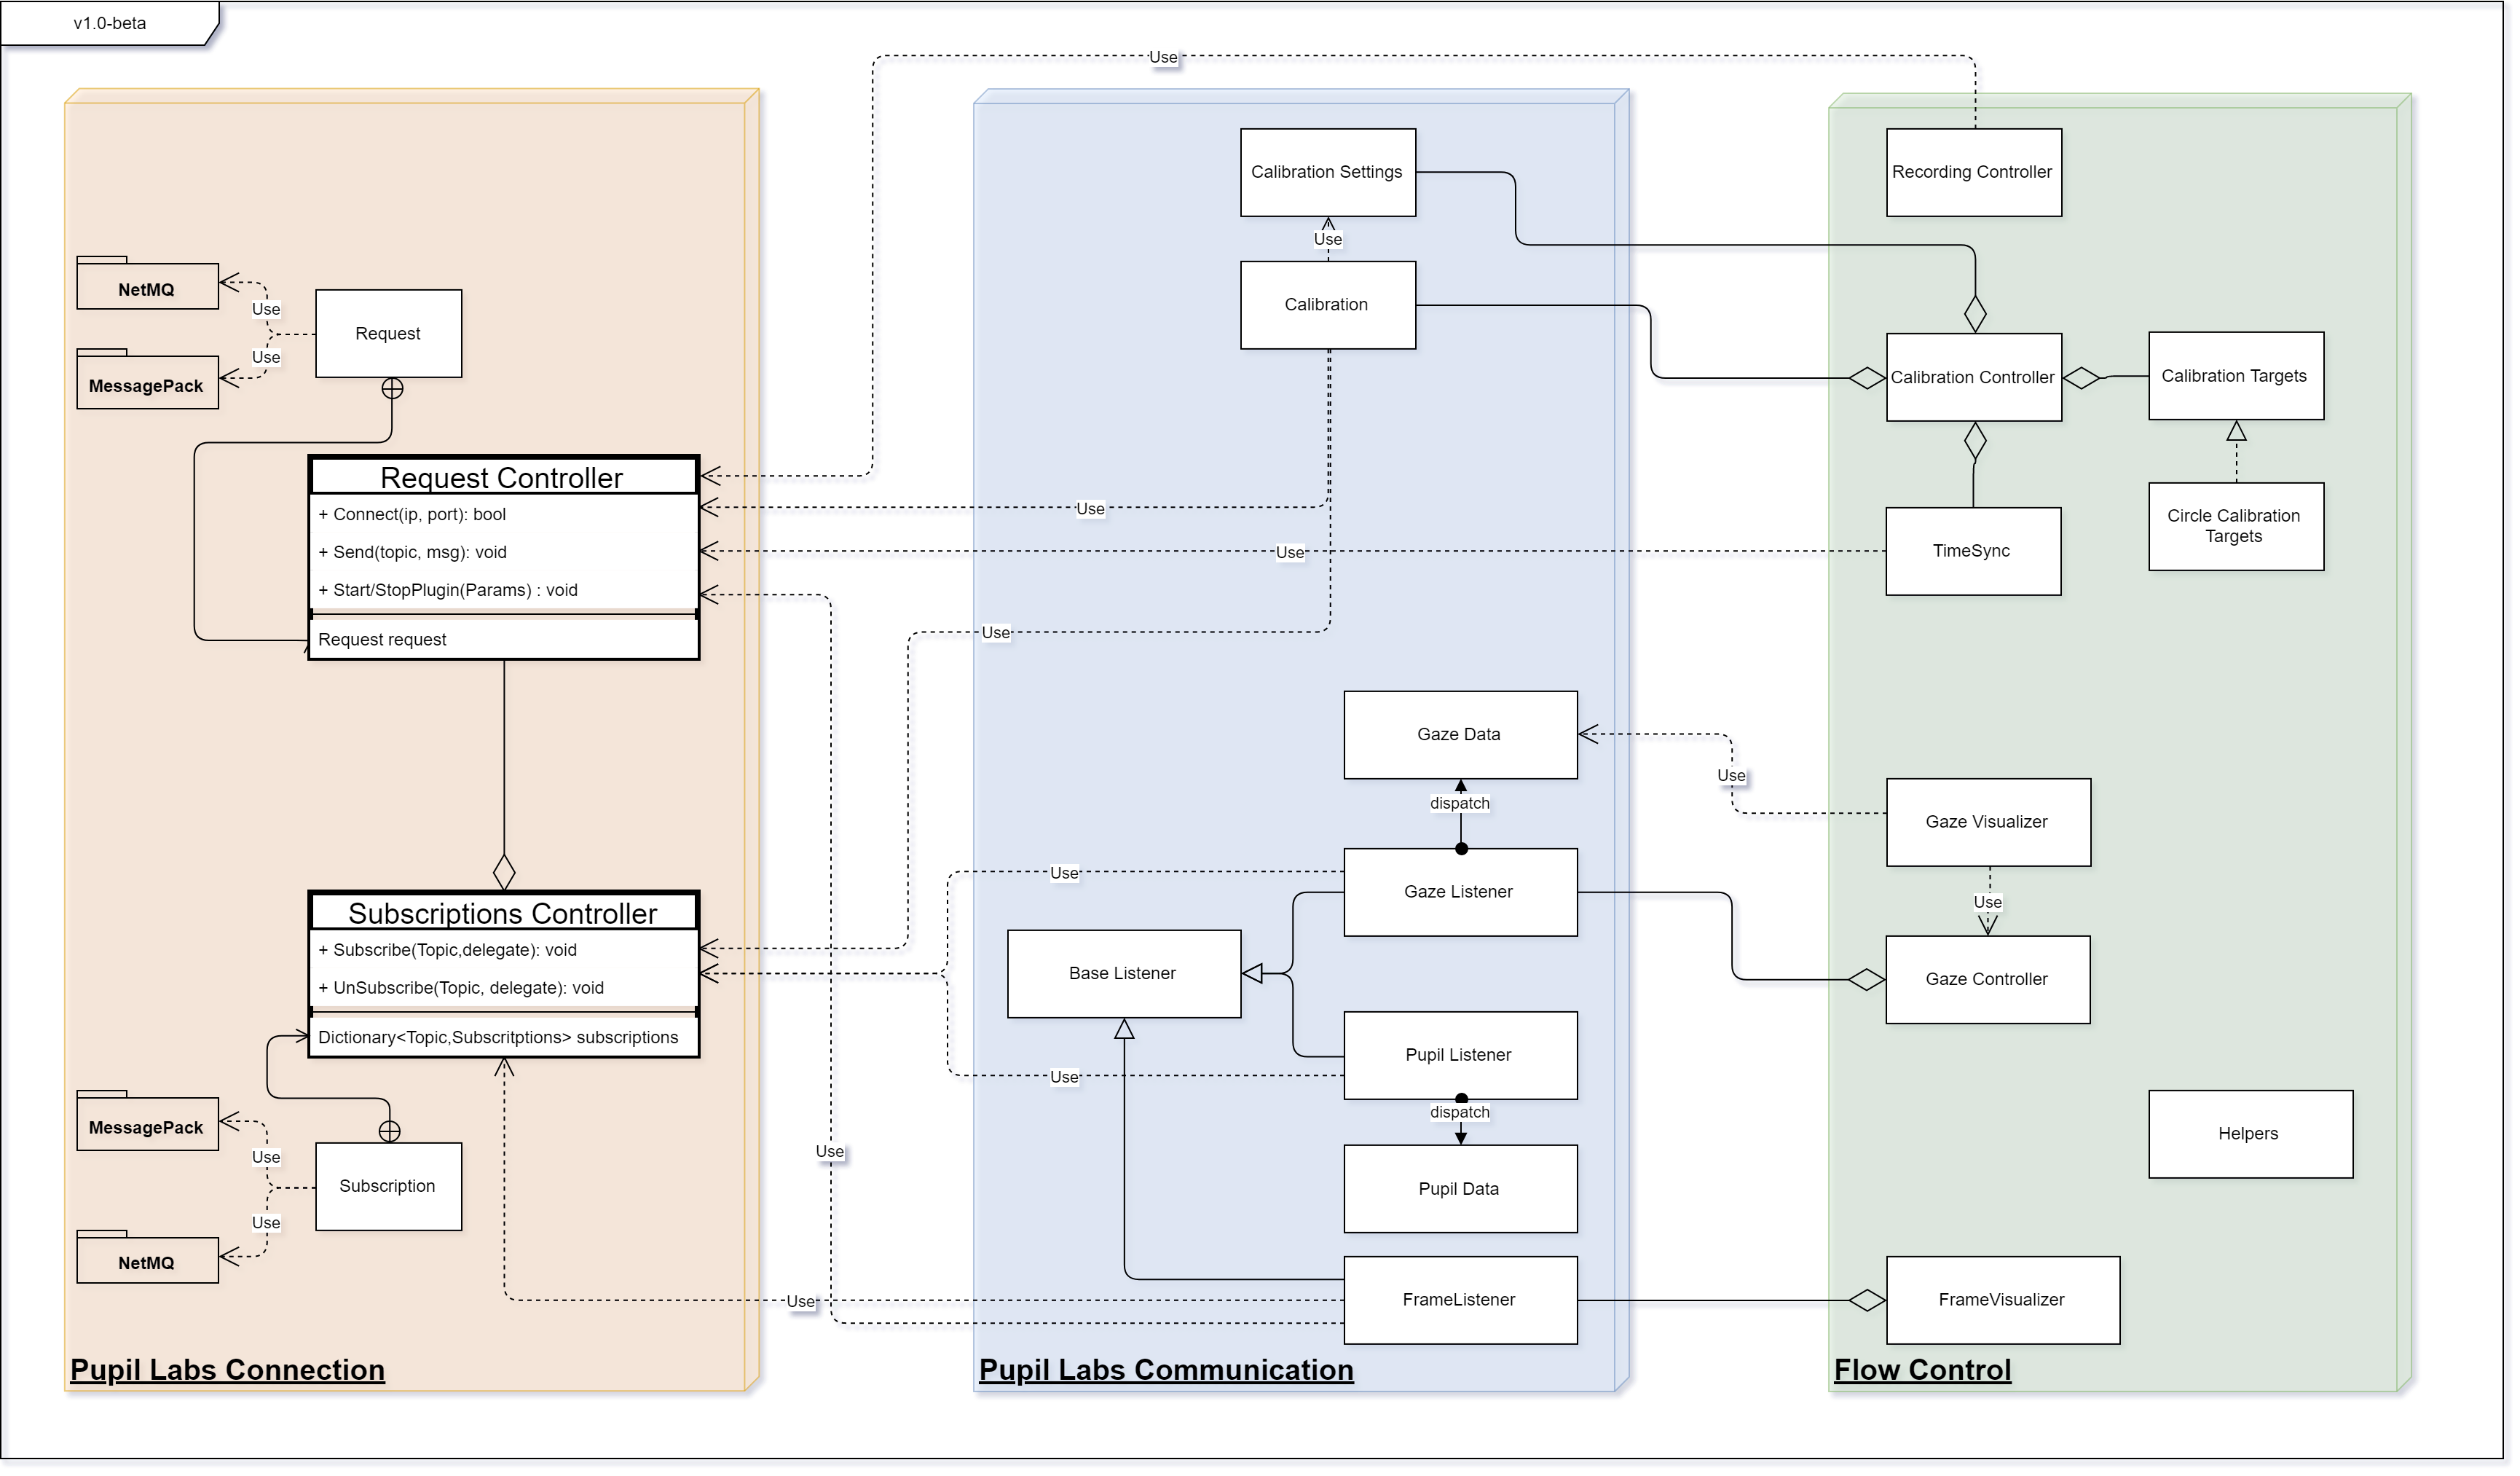 v1.0-beta
NetMQ
Use
Request
Use
MessagePack
Request Controller
+ Connect(ip, port): bool
+ Send(topic, msg): void
+ Start/StopPlugin(Params) : void
Request request
Subscriptions Controller
+ Subscribe(Topic,delegate): void
+ UnSubscribe(Topic, delegate): void
Dictionary<Topic,Subscritptions> subscriptions
MessagePack
Use
Subscription
Use
NetMQ
Pupil Labs Connection
Use
Use
Use
Use
Use
Use
Use
Use
Calibration Settings
Use
Calibration
Gaze Data
dispatch
Gaze Listener
Base Listener
Pupil Listener
dispatch
Pupil Data
FrameListener
Pupil Labs Communication
Use
Recording Controller
Calibration Controller
Calibration Targets
TimeSync
Circle Calibration
Targets
Gaze Visualizer
Use
Gaze Controller
Helpers
FrameVisualizer
Flow Control